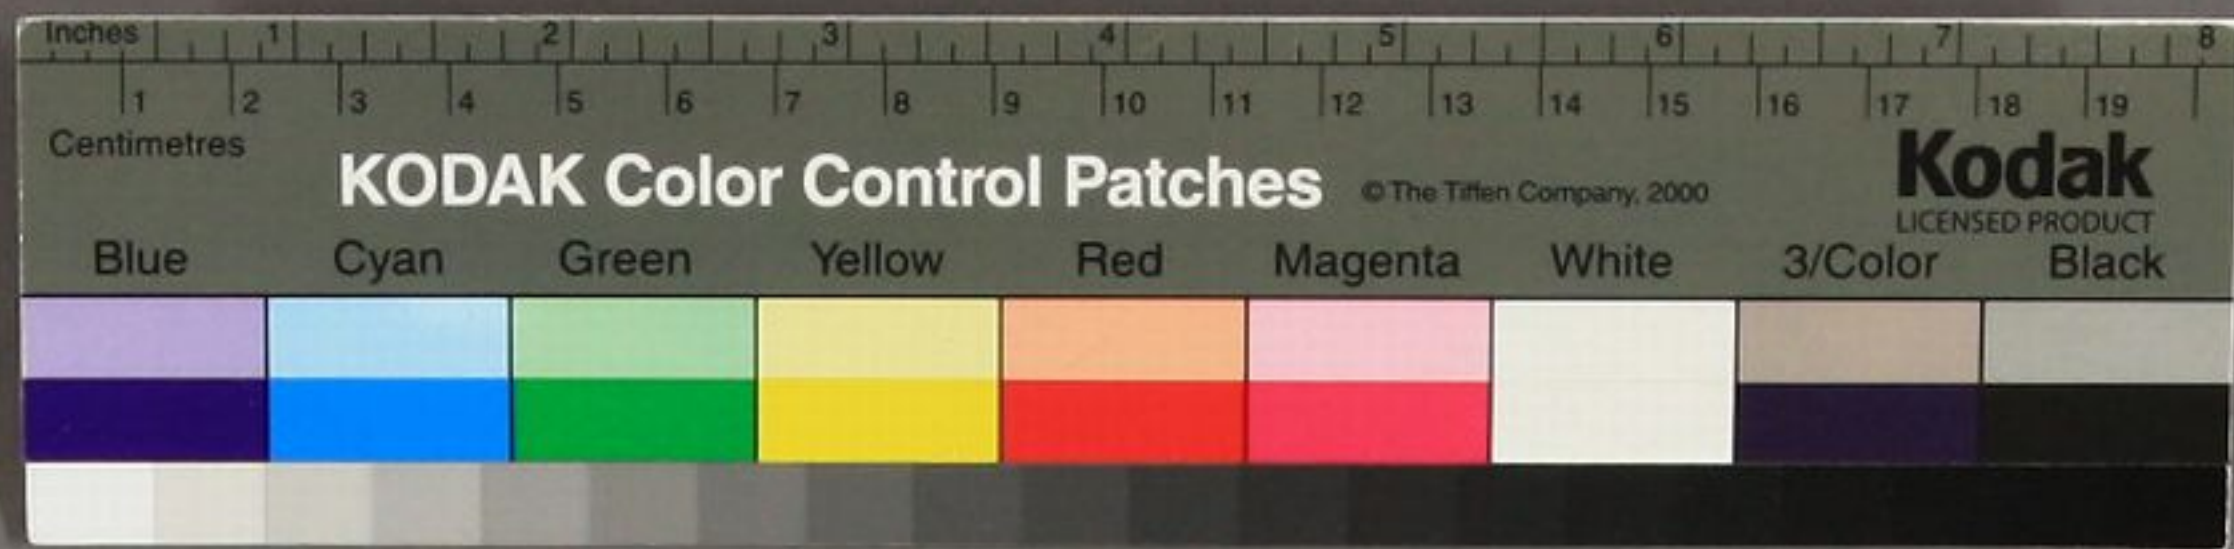 Inches 1 2 3 4 5 6 7 8
1 2 3 4 5 6 7 8 9 10 11 12 13 14 15 16 17 18 19
Centimetres
KODAK Color Control Patches © The Tiffen Company, 2000
Kodak
LICENSED PRODUCT
Blue Cyan Green Yellow Red Magenta White 3/Color Black